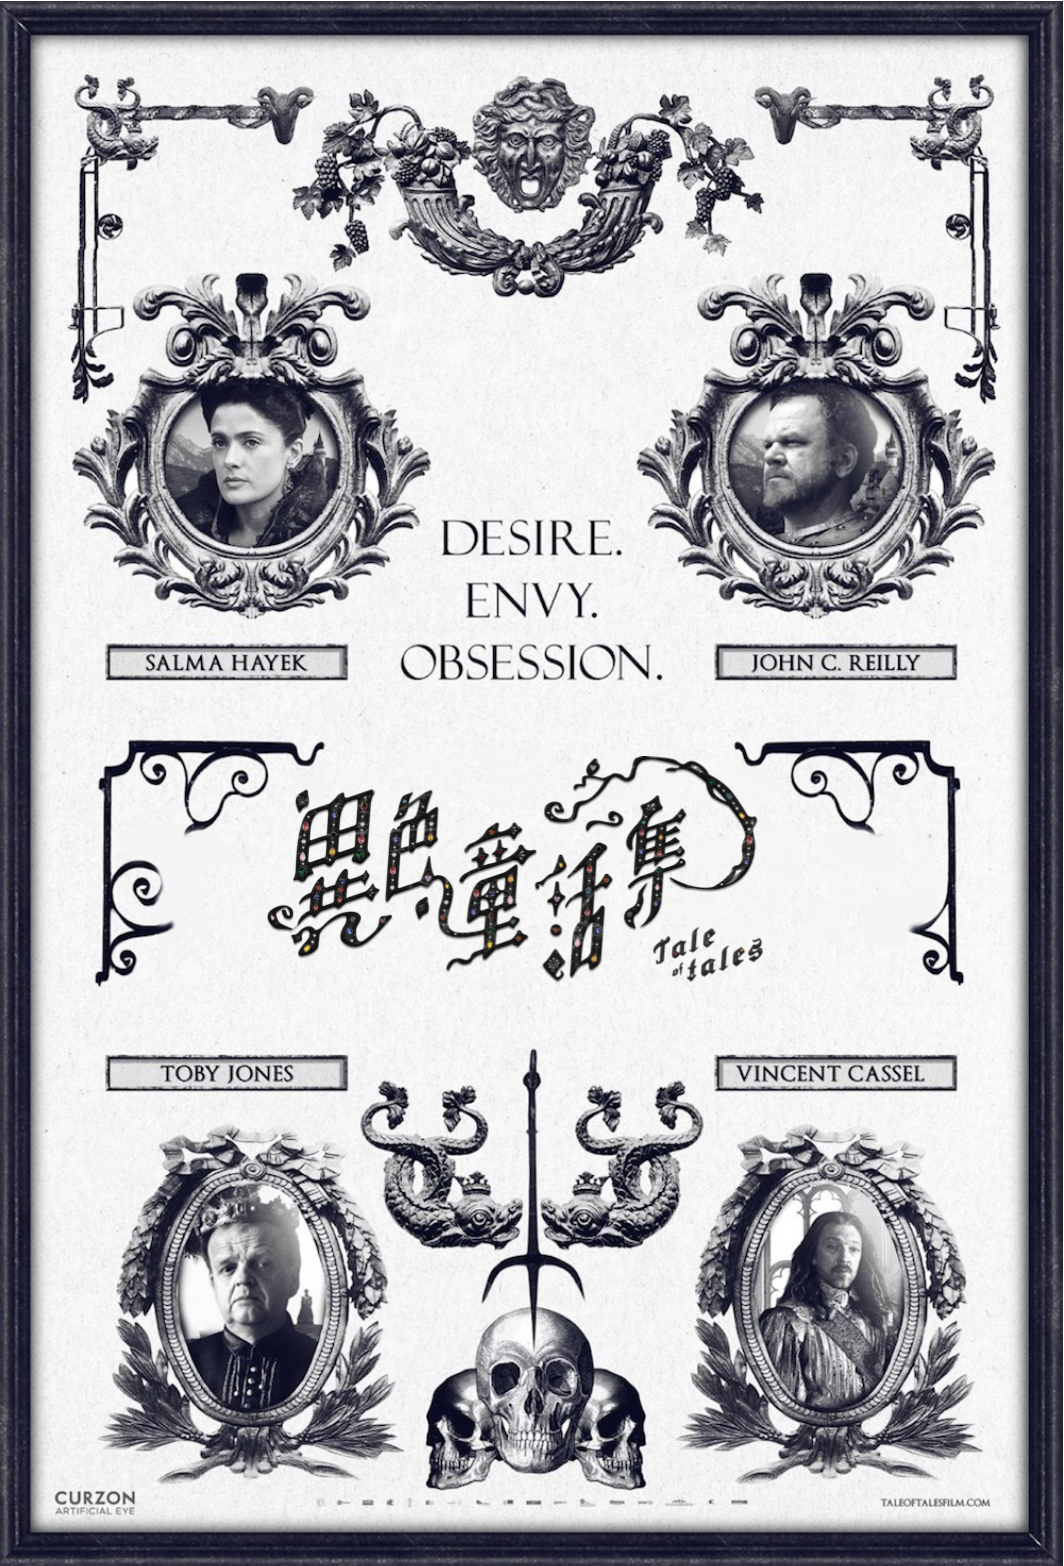 DESIRE.
ENVY.
OBSESSION.
SALMA HAYEK
JOHN C. REILLY
異色童話集
Tale
of tales
TOBY JONES
VINCENT CASSEL
CURZON
ARTIFICIAL EYE
TALEOFTALESFILM.COM